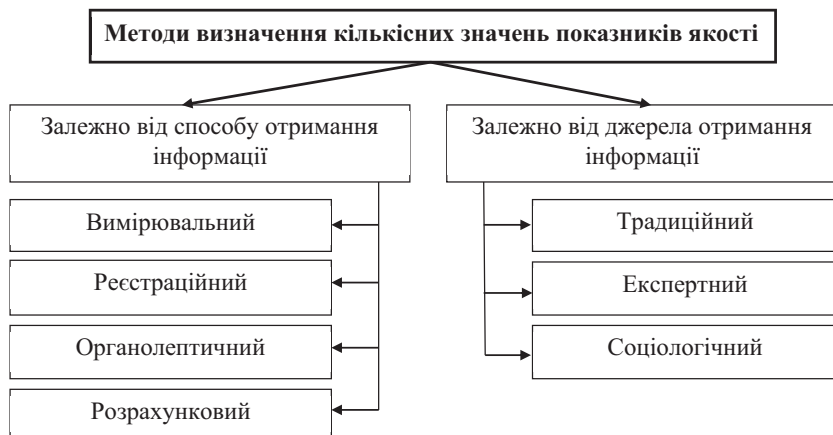 Методи визначення кількісних значень показників якості
Залежно від способу отримання
інформації
Вимірювальний
Реєстраційний
Органолептичний
Розрахунковий
Залежно від джерела отримання
інформації
Традиційний
Експертний
Соціологічний